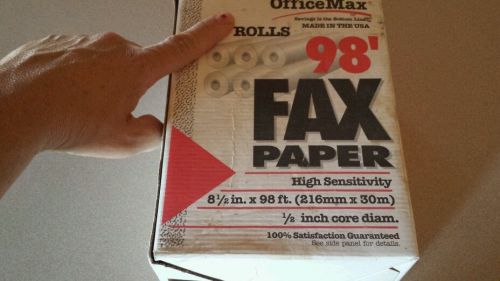 OfficeMax
Savings is the Bottom Line.
MADE IN THE USA
ROLLS
98'
FAX
PAPER
High Sensitivity
8½ in. x 98 ft. (216mm x 30m)
½ inch core diam.
100% Satisfaction Guaranteed
See side panel for details.